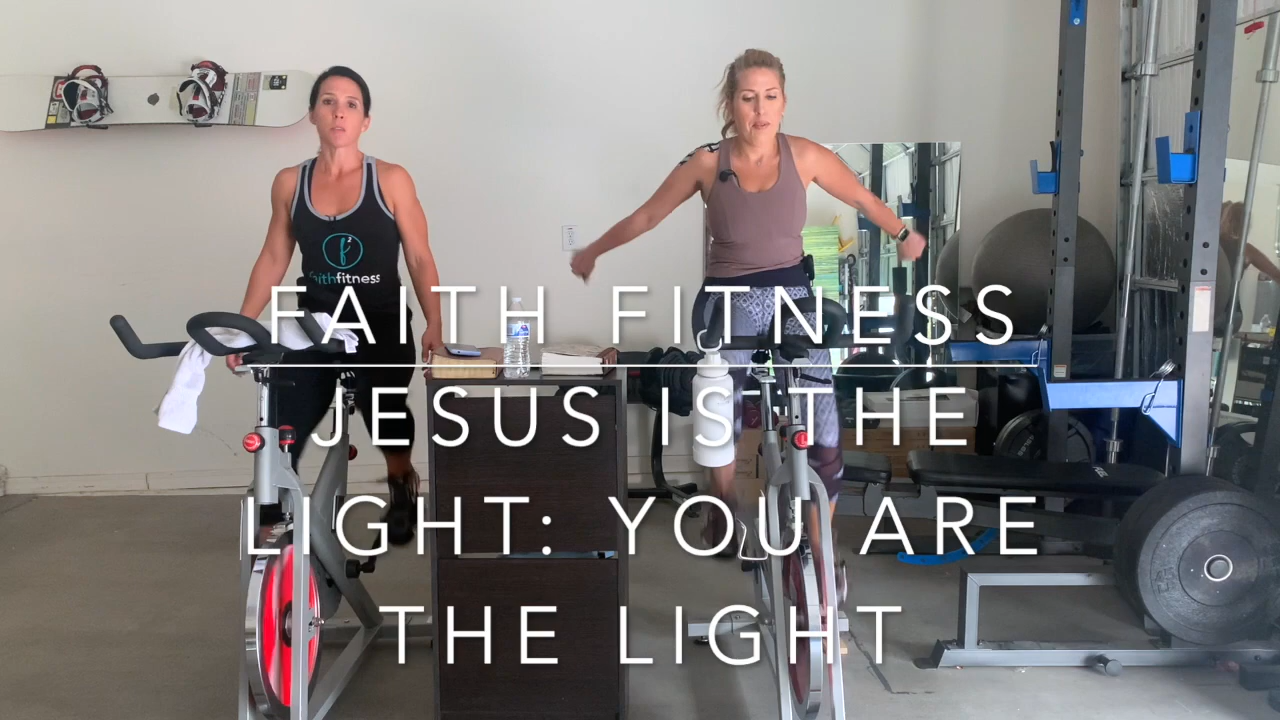 faithfitness
FAITH FITNESS
JESUS IS THE
LIGHT: YOU ARE
THE LIGHT